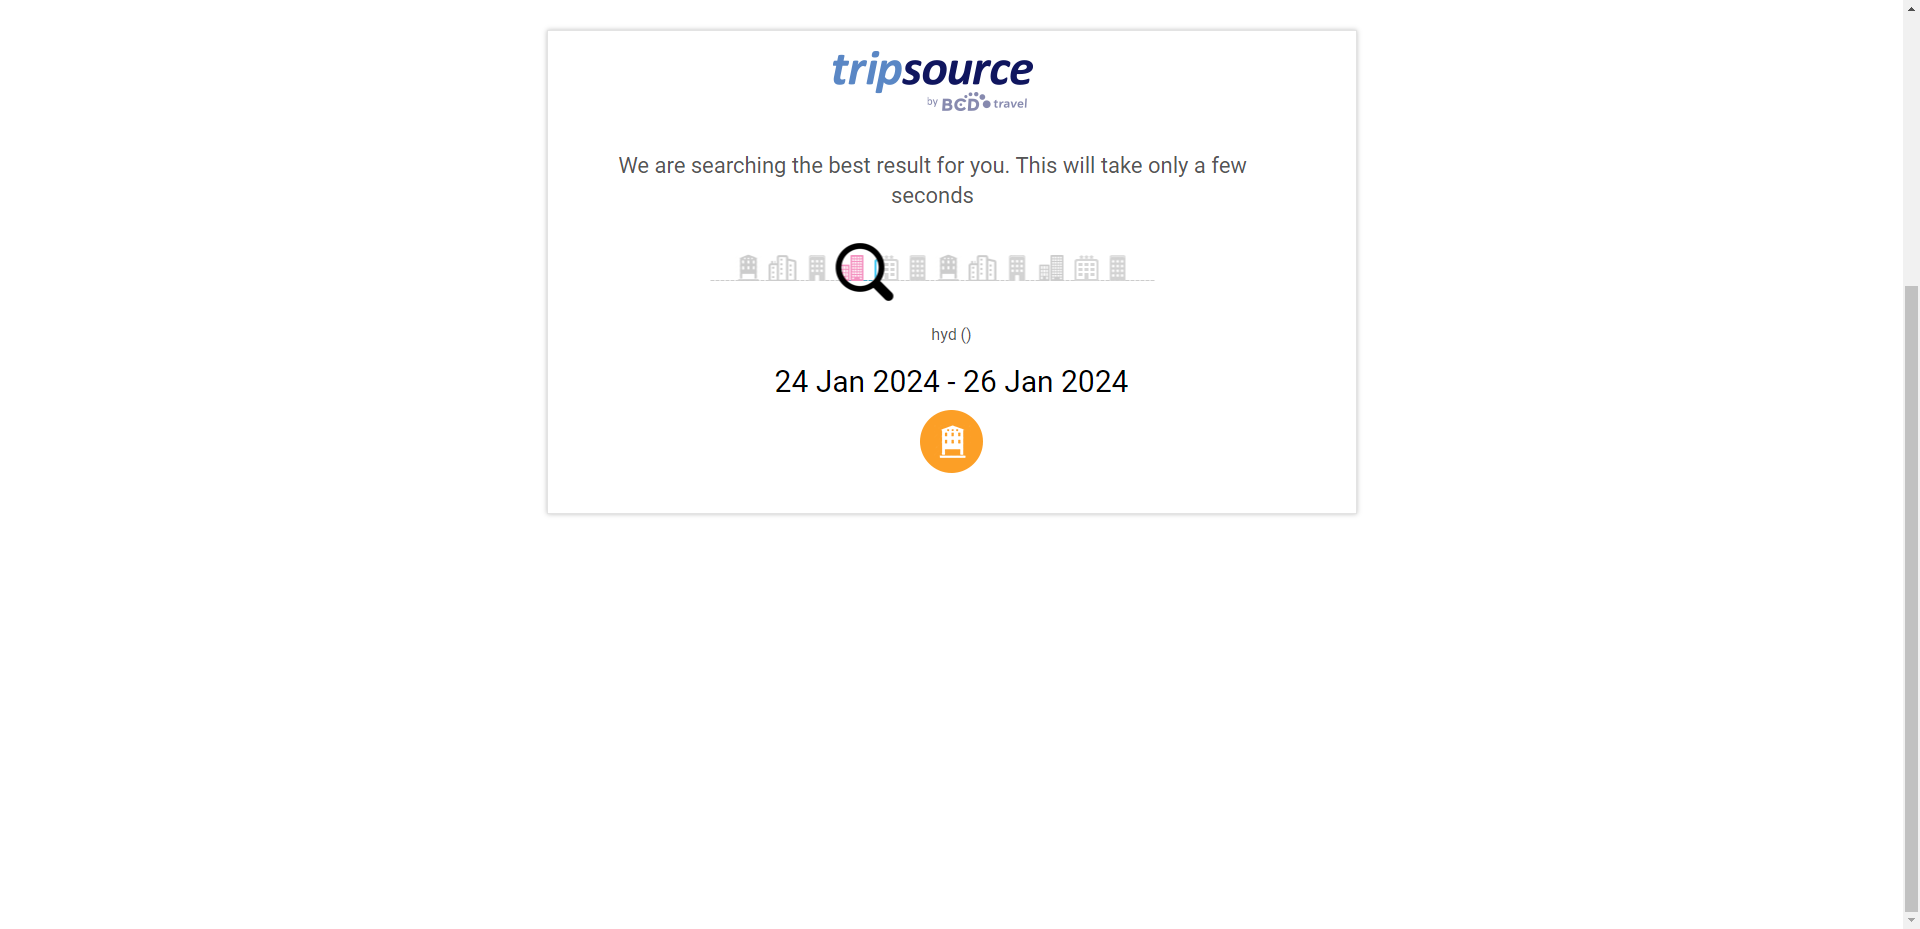 tripsource
by BCD travel
We are searching the best result for you. This will take only a few
seconds
hyd ()
24 Jan 2024 - 26 Jan 2024